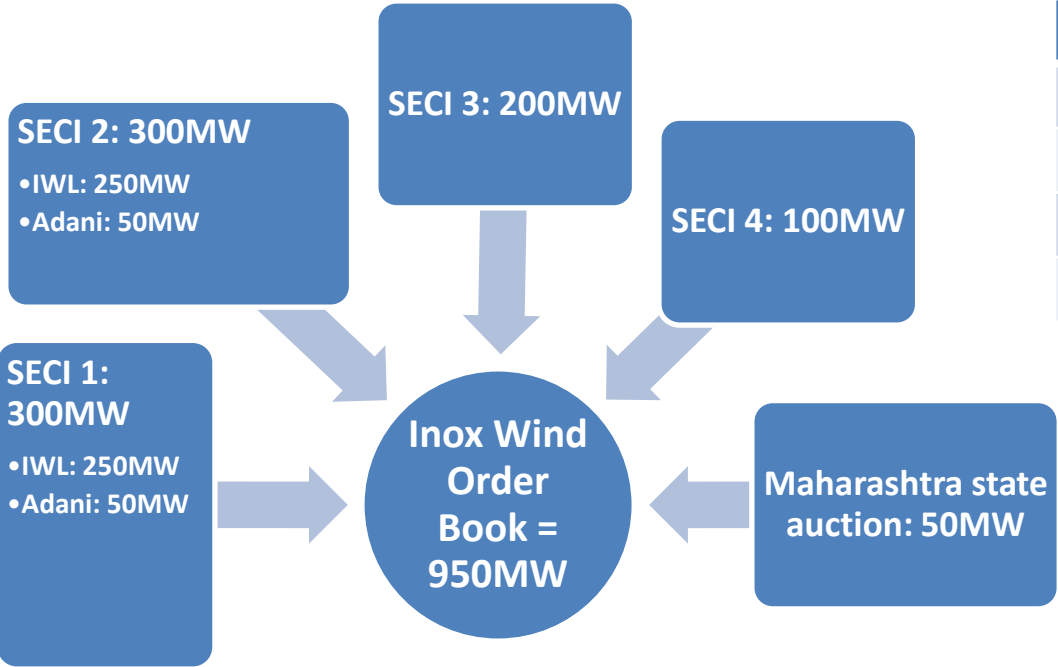 SECI 3: 200MW
SECI 2: 300MW
•IWL: 250MW
•Adani: 50MW
SECI 4: 100MW
SECI 1:
300MW
•IWL: 250MW
•Adani: 50MW
Inox Wind
Order
Book =
950MW
Maharashtra state
auction: 50MW